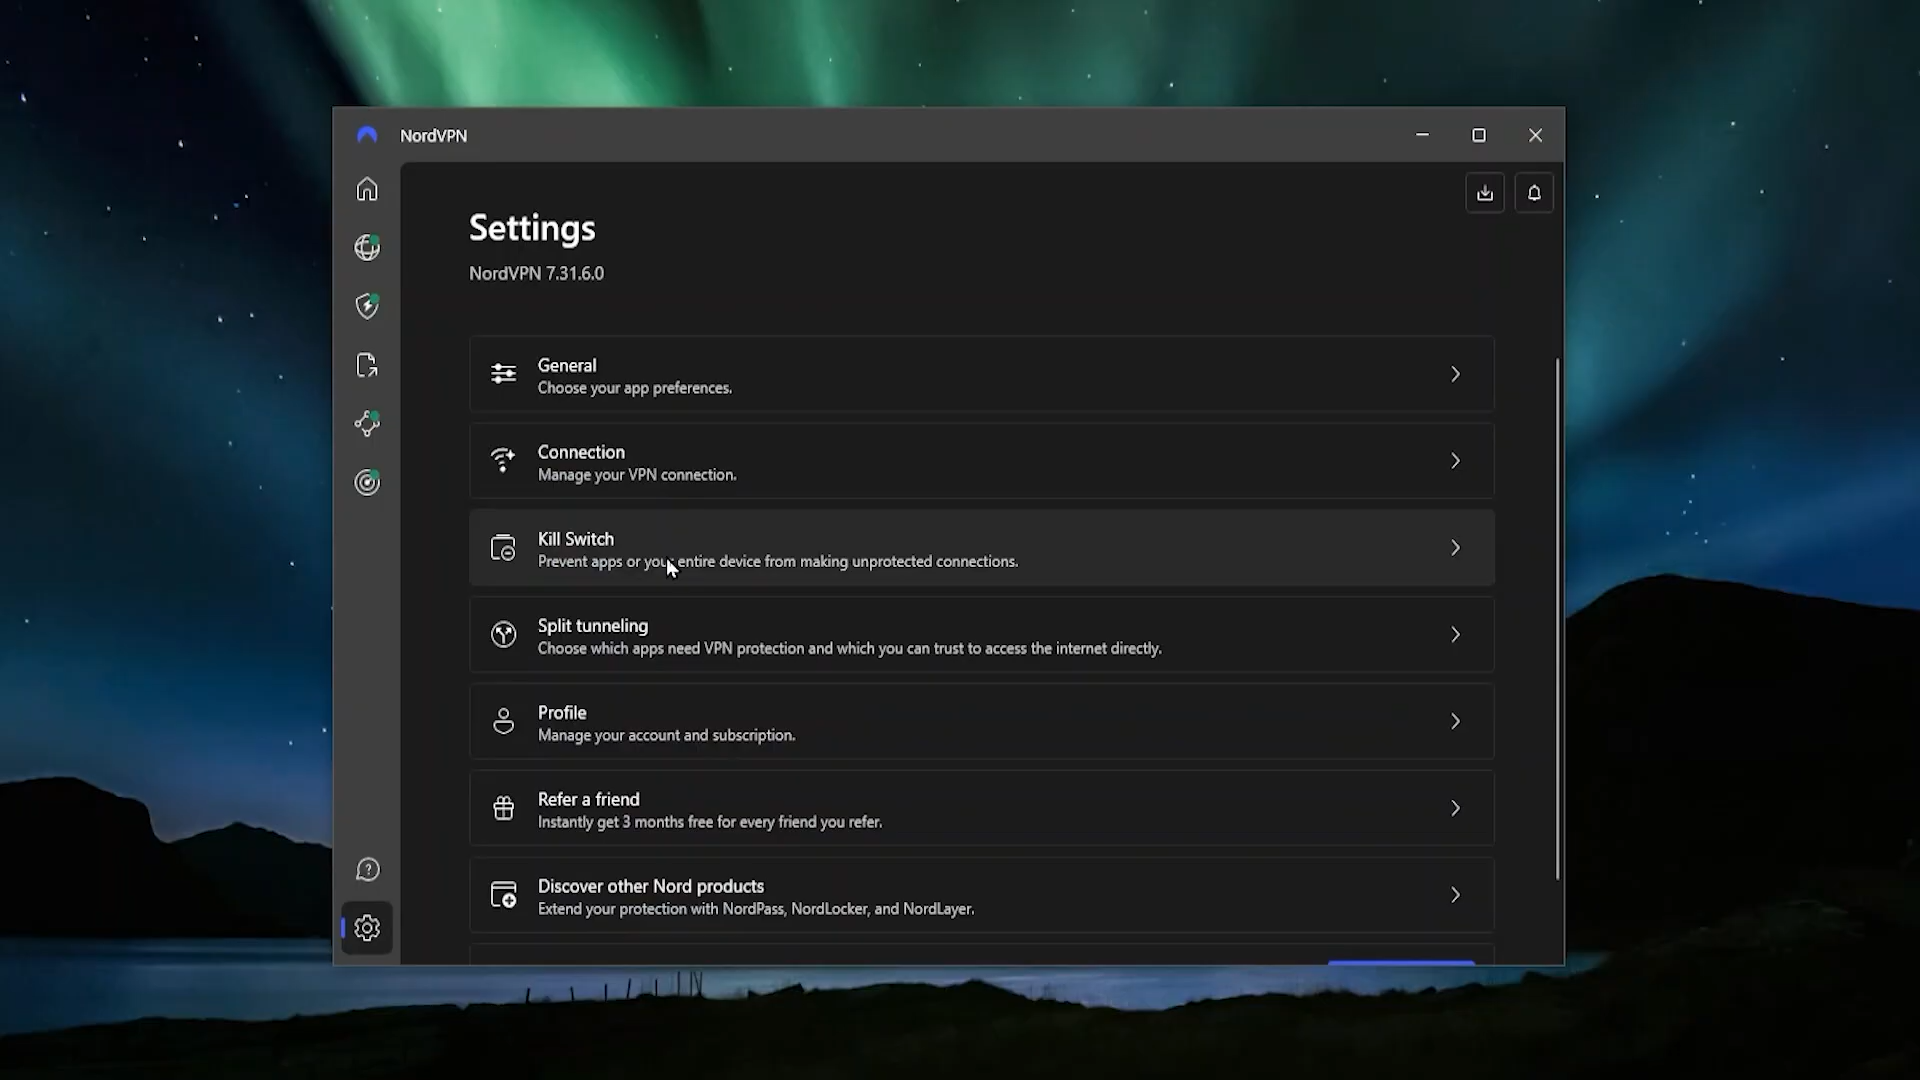 NordVPN
Settings
NordVPN 7.31.6.0
General
Choose your app preferences.
Connection
Manage your VPN connection.
Kill Switch
Prevent apps or your entire device from making unprotected connections.
Split tunneling
Choose which apps need VPN protection and which you can trust to access the internet directly.
Profile
Manage your account and subscription.
Refer a friend
Instantly get 3 months free for every friend you refer.
Discover other Nord products
Extend your protection with NordPass, NordLocker, and NordLayer.